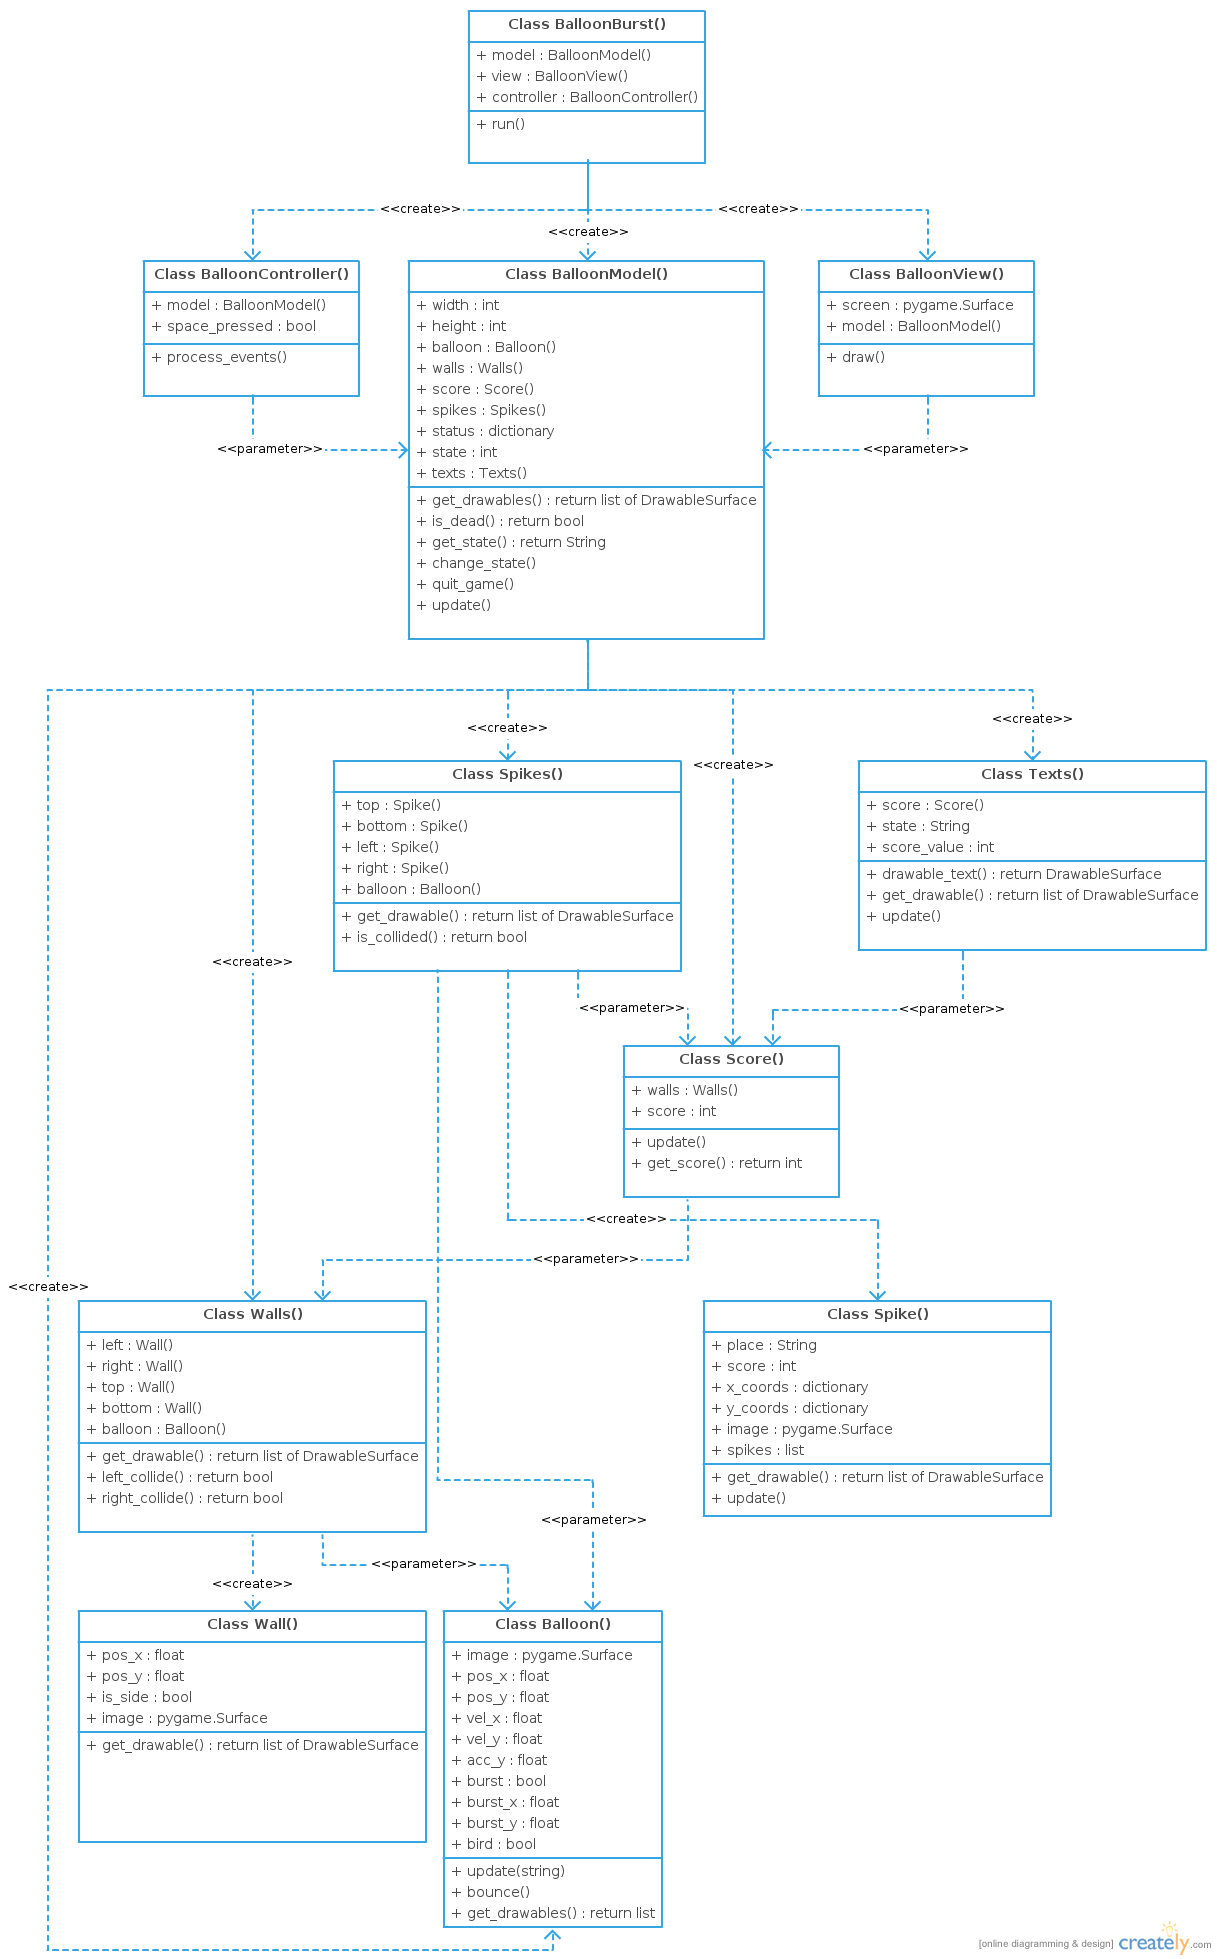 Class BalloonBurst()
+ model : BalloonModel()
+ view : BalloonView()
+ controller : BalloonController()
+ run()
<<create>>
<<create>>
<<create>>
Class BalloonController()
+ model : BalloonModel()
+ space_pressed : bool
+ process_events()
Class BalloonModel()
+ width : int
+ height : int
+ balloon : Balloon()
+ walls : Walls()
+ score : Score()
+ spikes : Spikes()
+ status : dictionary
+ state : int
+ texts : Texts()
+ get_drawables() : return list of DrawableSurface
+ is_dead() : return bool
+ get_state() : return String
+ change_state()
+ quit_game()
+ update()
Class BalloonView()
+ screen : pygame.Surface
+ model : BalloonModel()
+ draw()
<<parameter>>
<<parameter>>
<<create>>
<<create>>
<<create>>
Class Spikes()
+ top : Spike()
+ bottom : Spike()
+ left : Spike()
+ right : Spike()
+ balloon : Balloon()
+ get_drawable() : return list of DrawableSurface
+ is_collided() : return bool
Class Texts()
+ score : Score()
+ state : String
+ score_value : int
+ drawable_text() : return DrawableSurface
+ get_drawable() : return list of DrawableSurface
+ update()
<<create>>
<<parameter>>
<<parameter>>
Class Score()
+ walls : Walls()
+ score : int
+ update()
+ get_score() : return int
<<create>>
<<parameter>>
<<create>>
Class Walls()
+ left : Wall()
+ right : Wall()
+ top : Wall()
+ bottom : Wall()
+ balloon : Balloon()
+ get_drawable() : return list of DrawableSurface
+ left_collide() : return bool
+ right_collide() : return bool
Class Spike()
+ place : String
+ score : int
+ x_coords : dictionary
+ y_coords : dictionary
+ image : pygame.Surface
+ spikes : list
+ get_drawable() : return list of DrawableSurface
+ update()
<<parameter>>
<<parameter>>
<<create>>
Class Wall()
+ pos_x : float
+ pos_y : float
+ is_side : bool
+ image : pygame.Surface
+ get_drawable() : return list of DrawableSurface
Class Balloon()
+ image : pygame.Surface
+ pos_x : float
+ pos_y : float
+ vel_x : float
+ vel_y : float
+ acc_y : float
+ burst : bool
+ burst_x : float
+ burst_y : float
+ bird : bool
+ update(string)
+ bounce()
+ get_drawables() : return list
[online diagramming & design] creately.com